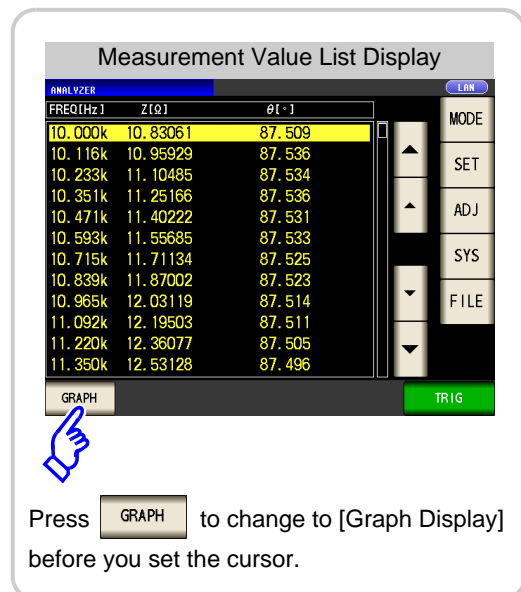 Measurement Value List Display
ANALYZER LAN
FREQ[Hz] Z[Ω] θ[°] MODE
10.000k 10.83061 87.509
10.116k 10.95929 87.536
SET
10.233k 11.10485 87.534
10.351k 11.25166 87.536
ADJ
10.471k 11.40222 87.531
10.593k 11.55685 87.533
SYS
10.715k 11.71134 87.525
10.839k 11.87002 87.523
FILE
10.965k 12.03119 87.514
11.092k 12.19503 87.511
11.220k 12.36077 87.505
11.350k 12.53128 87.496
GRAPH TRIG
Press GRAPH to change to [Graph Display]
before you set the cursor.